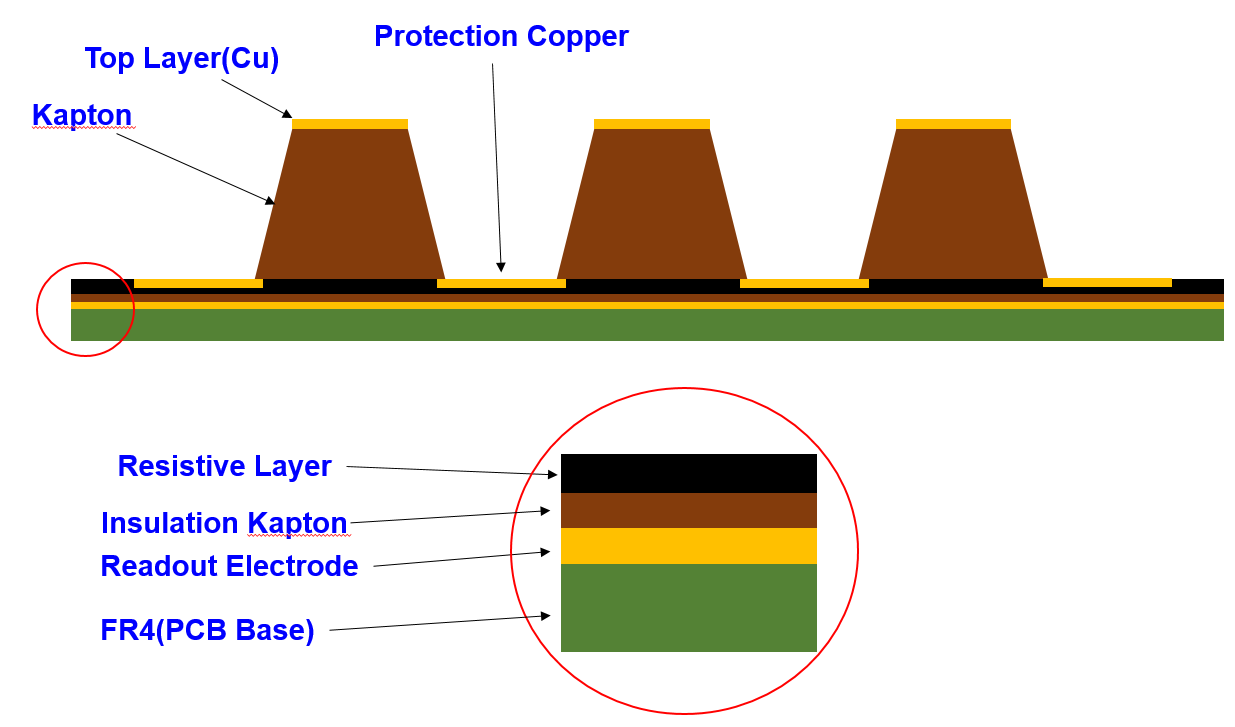 Protection Copper
Top Layer(Cu)
Kapton
Resistive Layer
Insulation Kapton
Readout Electrode
FR4(PCB Base)